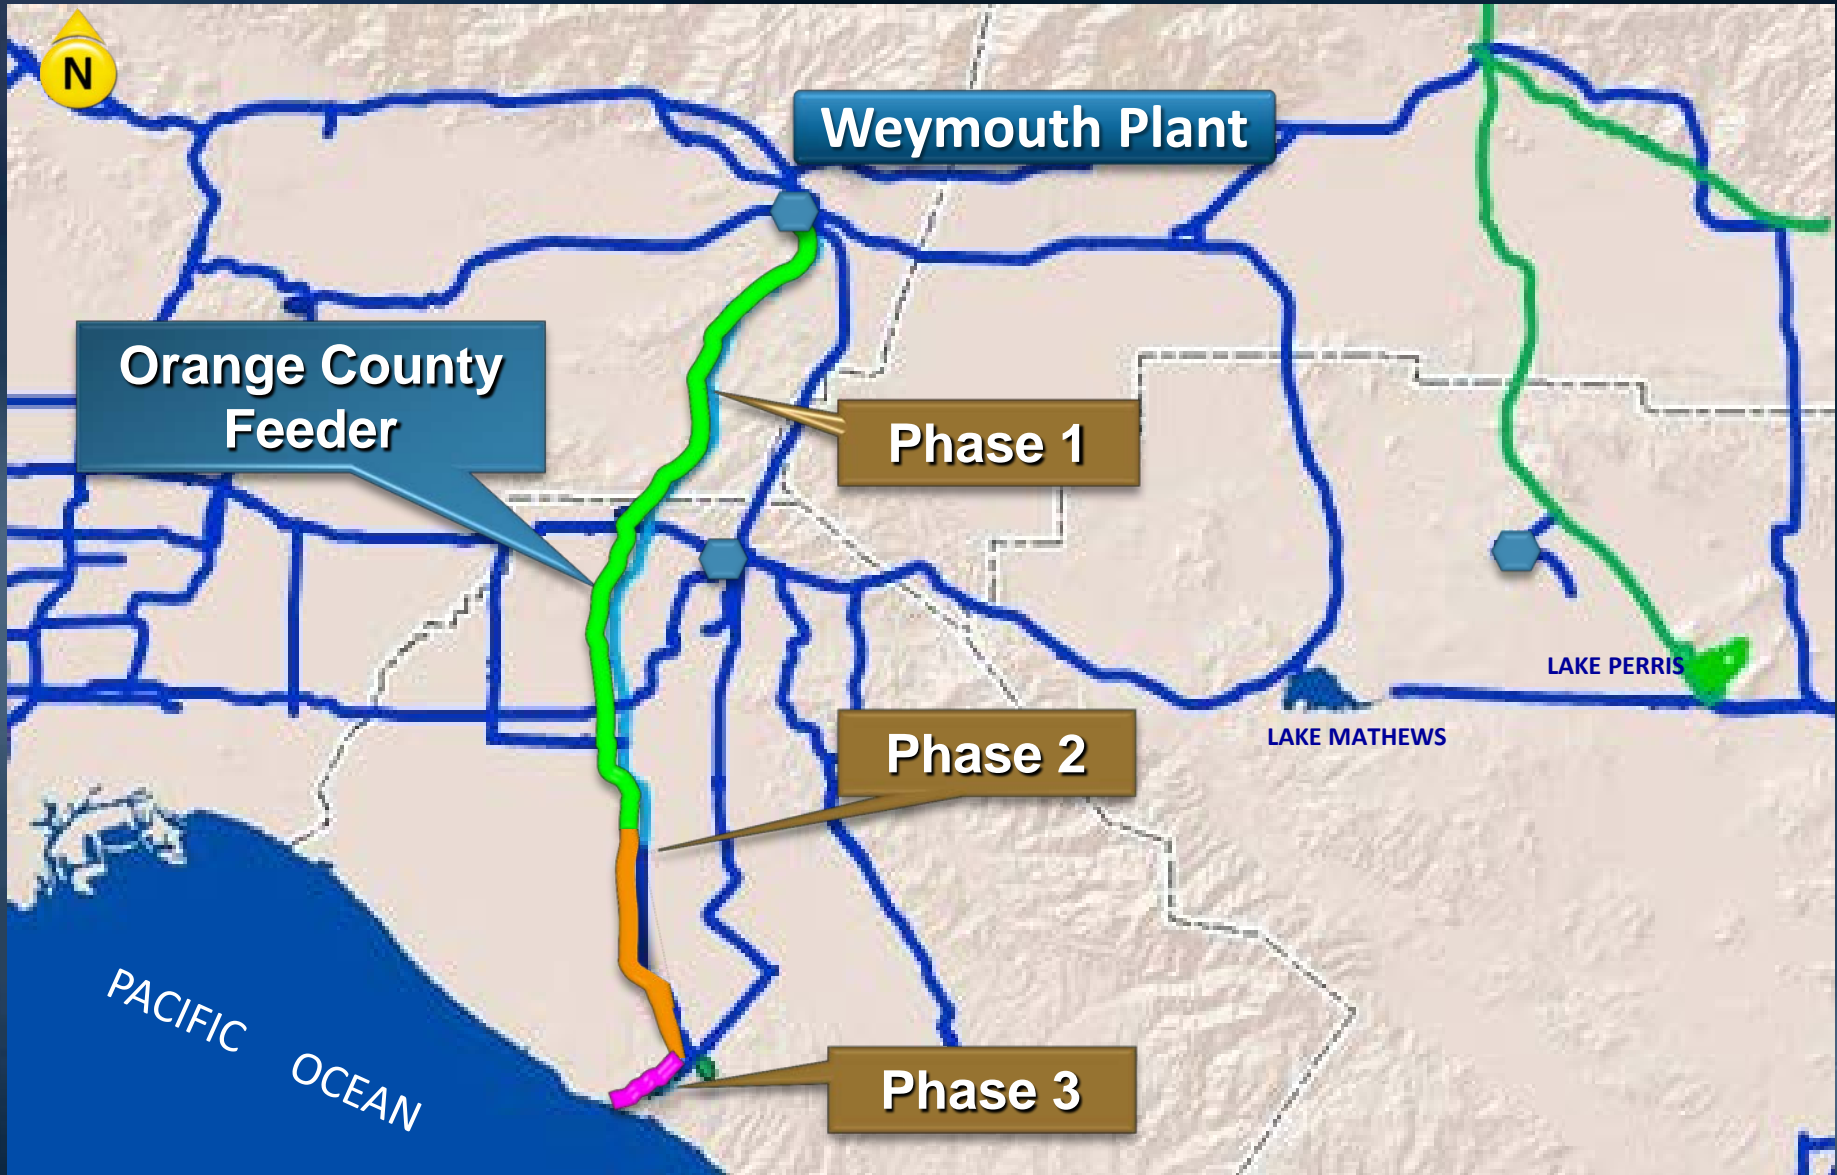 N
Weymouth Plant
Orange County
Feeder
Phase 1
LAKE PERRIS
Phase 2
LAKE MATHEWS
PACIFIC OCEAN
Phase 3